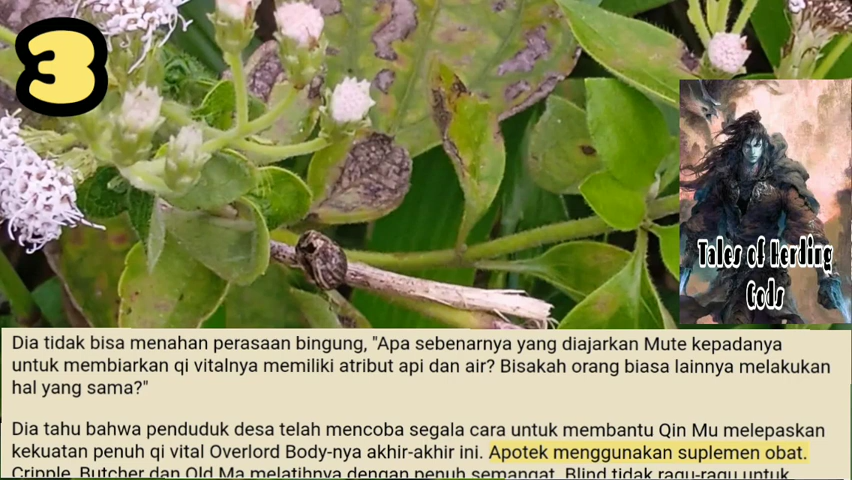 3
Tales of Herding
Gods
Dia tidak bisa menahan perasaan bingung, "Apa sebenarnya yang diajarkan Mute kepadanya
untuk membiarkan qi vitalnya memiliki atribut api dan air? Bisakah orang biasa lainnya melakukan
hal yang sama?"
Dia tahu bahwa penduduk desa telah mencoba segala cara untuk membantu Qin Mu melepaskan
kekuatan penuh qi vital Overlord Body-nya akhir-akhir ini. Apotek menggunakan suplemen obat.
Cripple, Butcher dan Old Ma melatihnya dengan penuh semangat. Blind tidak ragu-ragu untuk